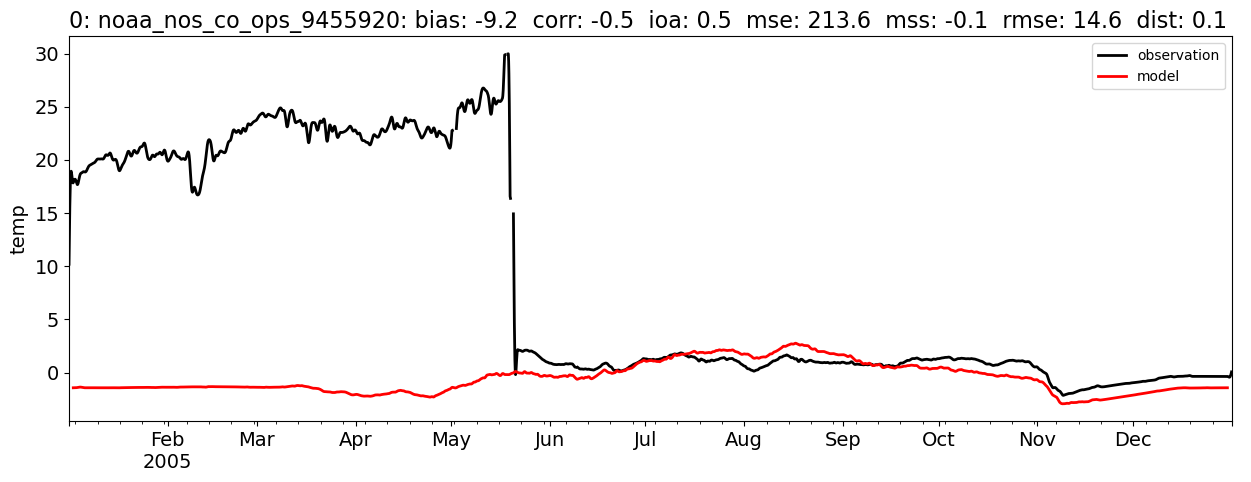 0: noaa_nos_co_ops_9455920: bias: -9.2  corr: -0.5  ioa: 0.5  mse: 213.6  mss: -0.1  rmse: 14.6  dist: 0.1
observation
model
30
25
20
15
10
5
0
temp
Feb Mar Apr May Jun Jul Aug Sep Oct Nov Dec
2005